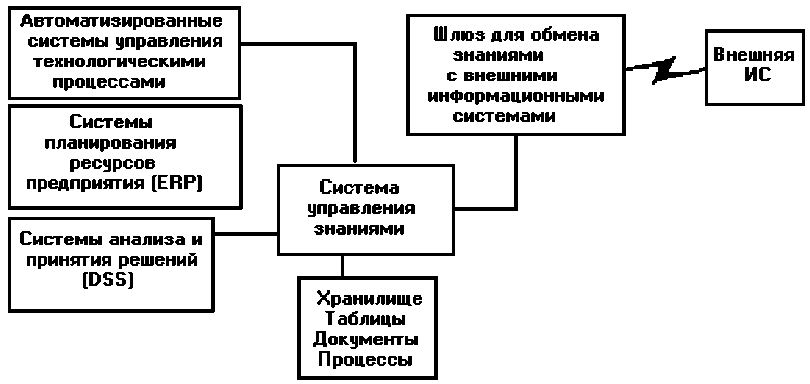 Автоматизированные
системы управления
технологическими
процессами
Системы
планирования
ресурсов
предприятия (ERP)
Системы анализа и
принятия решений
(DSS)
Система
управления
знаниями
Хранилище
Таблицы
Документы
Процессы
Шлюз для обмена
знаниями
с внешними
информационными
системами
Внешняя
ИС